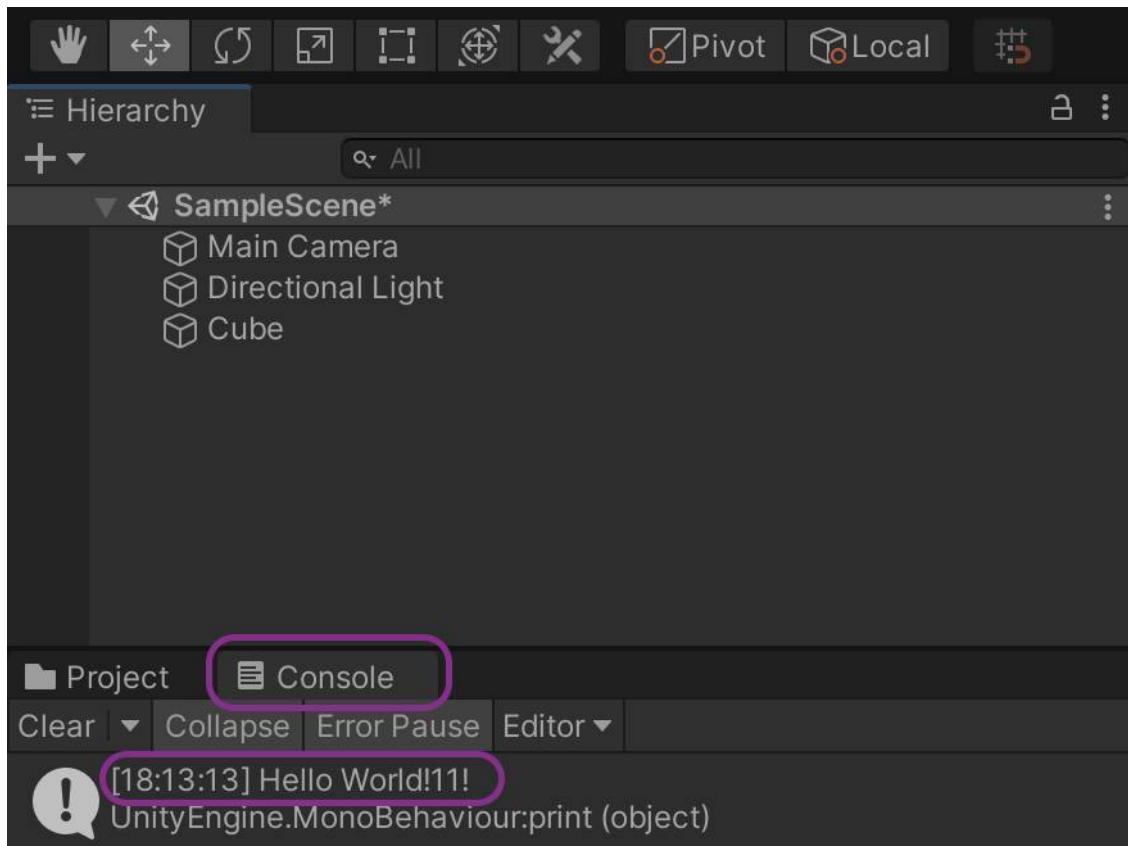 Pivot Local
Hierarchy
All
SampleScene*
Main Camera
Directional Light
Cube
Project Console
Clear Collapse Error Pause Editor
[18:13:13] Hello World!11!
UnityEngine.MonoBehaviour:print (object)